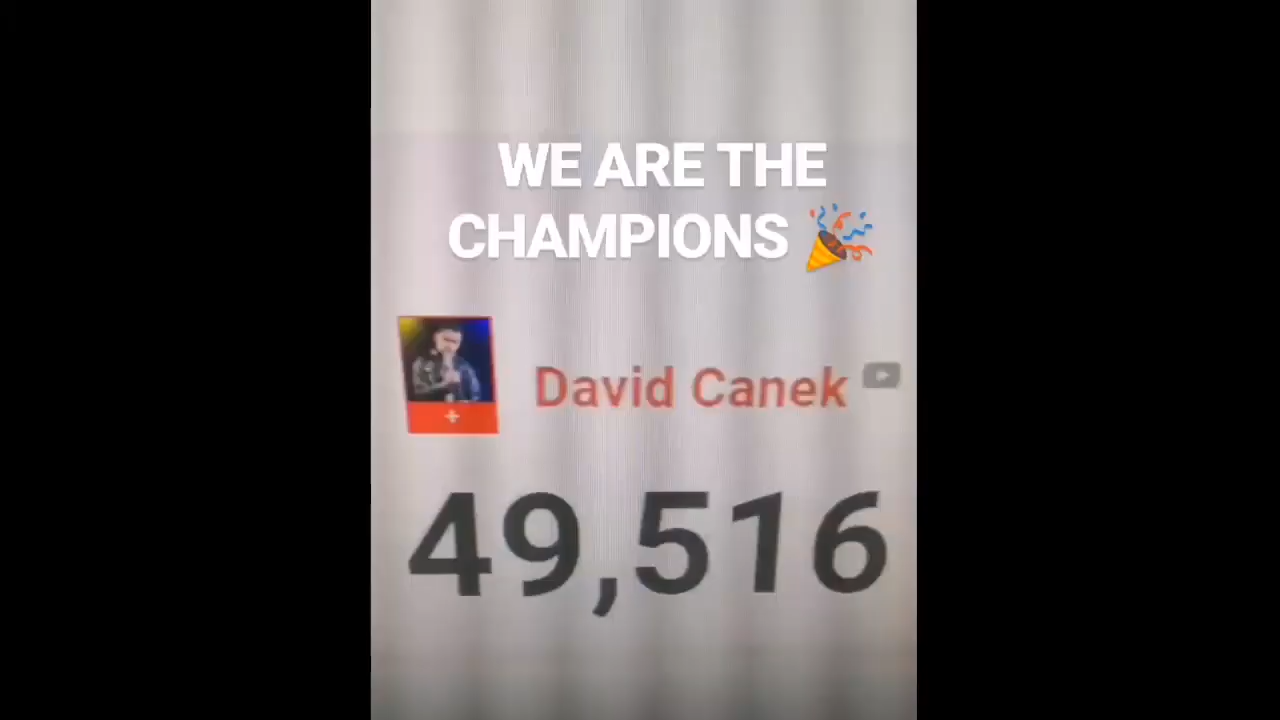 WE ARE THE
CHAMPIONS 🎉
David Canek
49,516